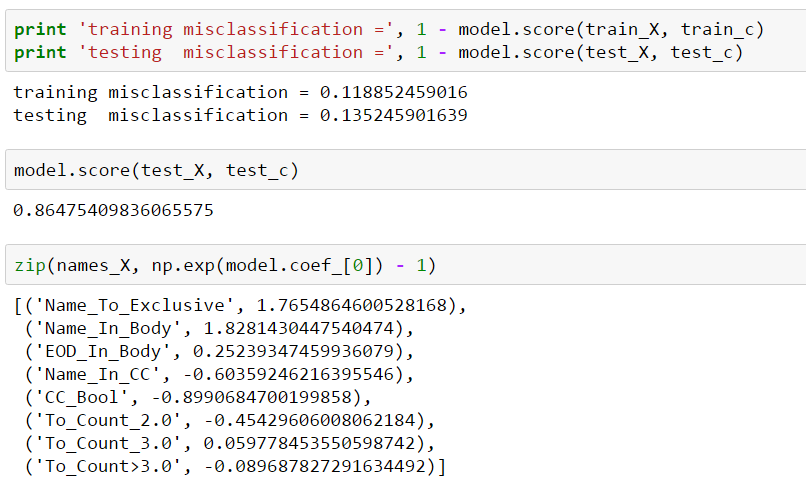 print 'training misclassification =', 1 - model.score(train_X, train_c)
print 'testing  misclassification =', 1 - model.score(test_X, test_c)
training misclassification = 0.118852459016
testing  misclassification = 0.135245901639
model.score(test_X, test_c)
0.86475409836065575
zip(names_X, np.exp(model.coef_[0]) - 1)
[('Name_To_Exclusive', 1.7654864600528168),
 ('Name_In_Body', 1.8281430447540474),
 ('EOD_In_Body', 0.25239347459936079),
 ('Name_In_CC', -0.60359246216395546),
 ('CC_Bool', -0.8990684700199858),
 ('To_Count_2.0', -0.45429606008062184),
 ('To_Count_3.0', 0.059778453550598742),
 ('To_Count>3.0', -0.089687827291634492)]